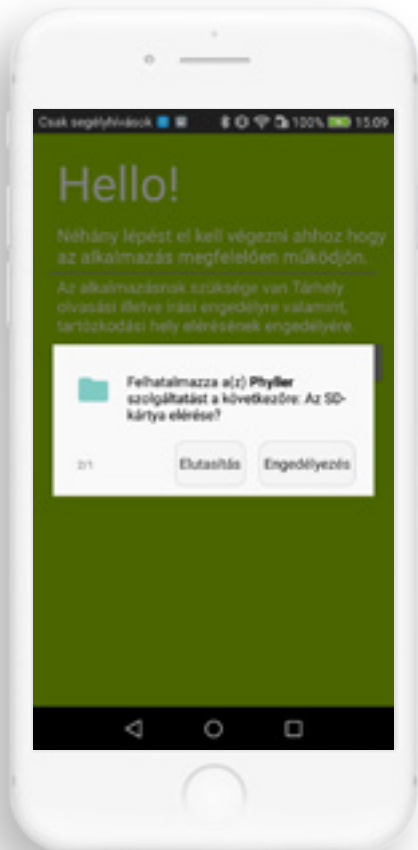 Csak segélyhívások 100% 15:09
Hello!
Néhány lépést el kell végezni ahhoz hogy
az alkalmazás megfelelően működjön.
Az alkalmazásnak szüksége van Tárhely
olvasási illetve írási engedélyre valamint,
tartózkodási hely elérésének engedélyére.
Felhatalmazza a(z) Phyller
szolgáltatást a következőre: Az SD-
kártya elérése?
2/1 Elutasítás Engedélyezés